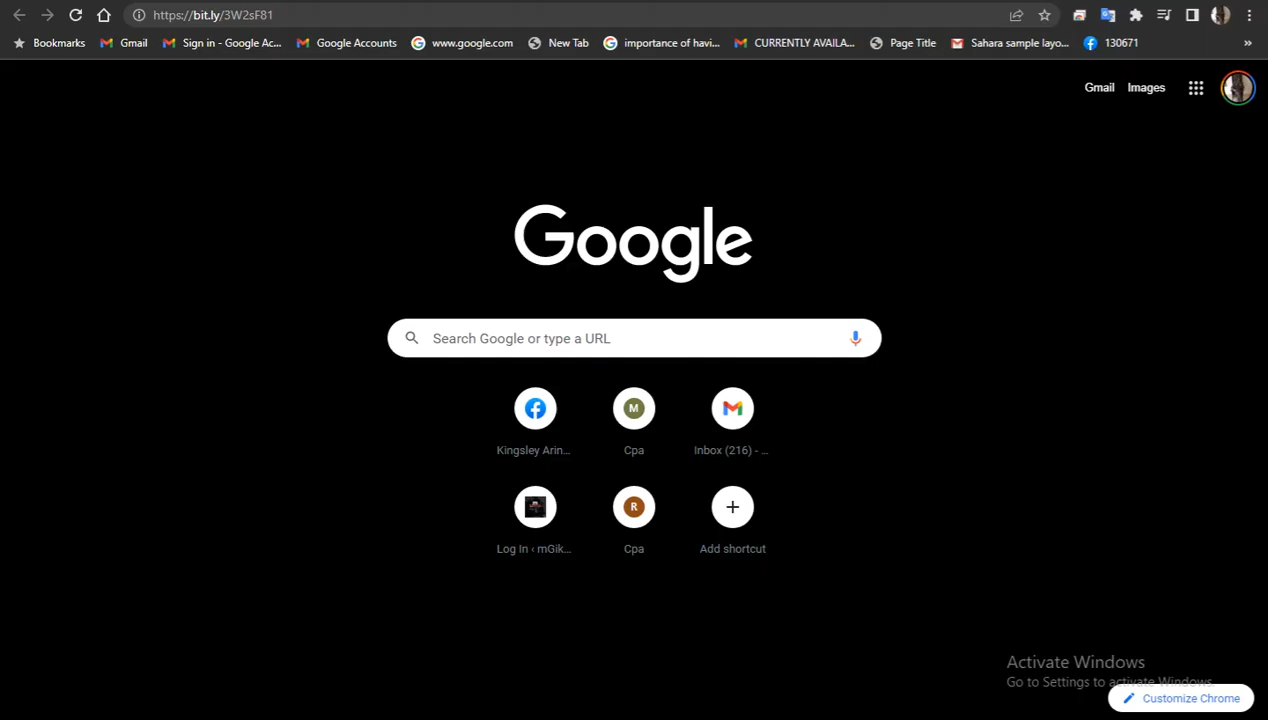 https://bit.ly/3W2sF81
Bookmarks Gmail Sign in - Google Ac... Google Accounts www.google.com New Tab importance of havi... CURRENTLY AVAILA... Page Title Sahara sample layo... 130671 »
Gmail Images
Google
Search Google or type a URL
M
Kingsley Arin... Cpa Inbox (216) - ...
R
Log In ‹ mGik... Cpa Add shortcut
Activate Windows
Go to Settings to activate Windows.
Customize Chrome